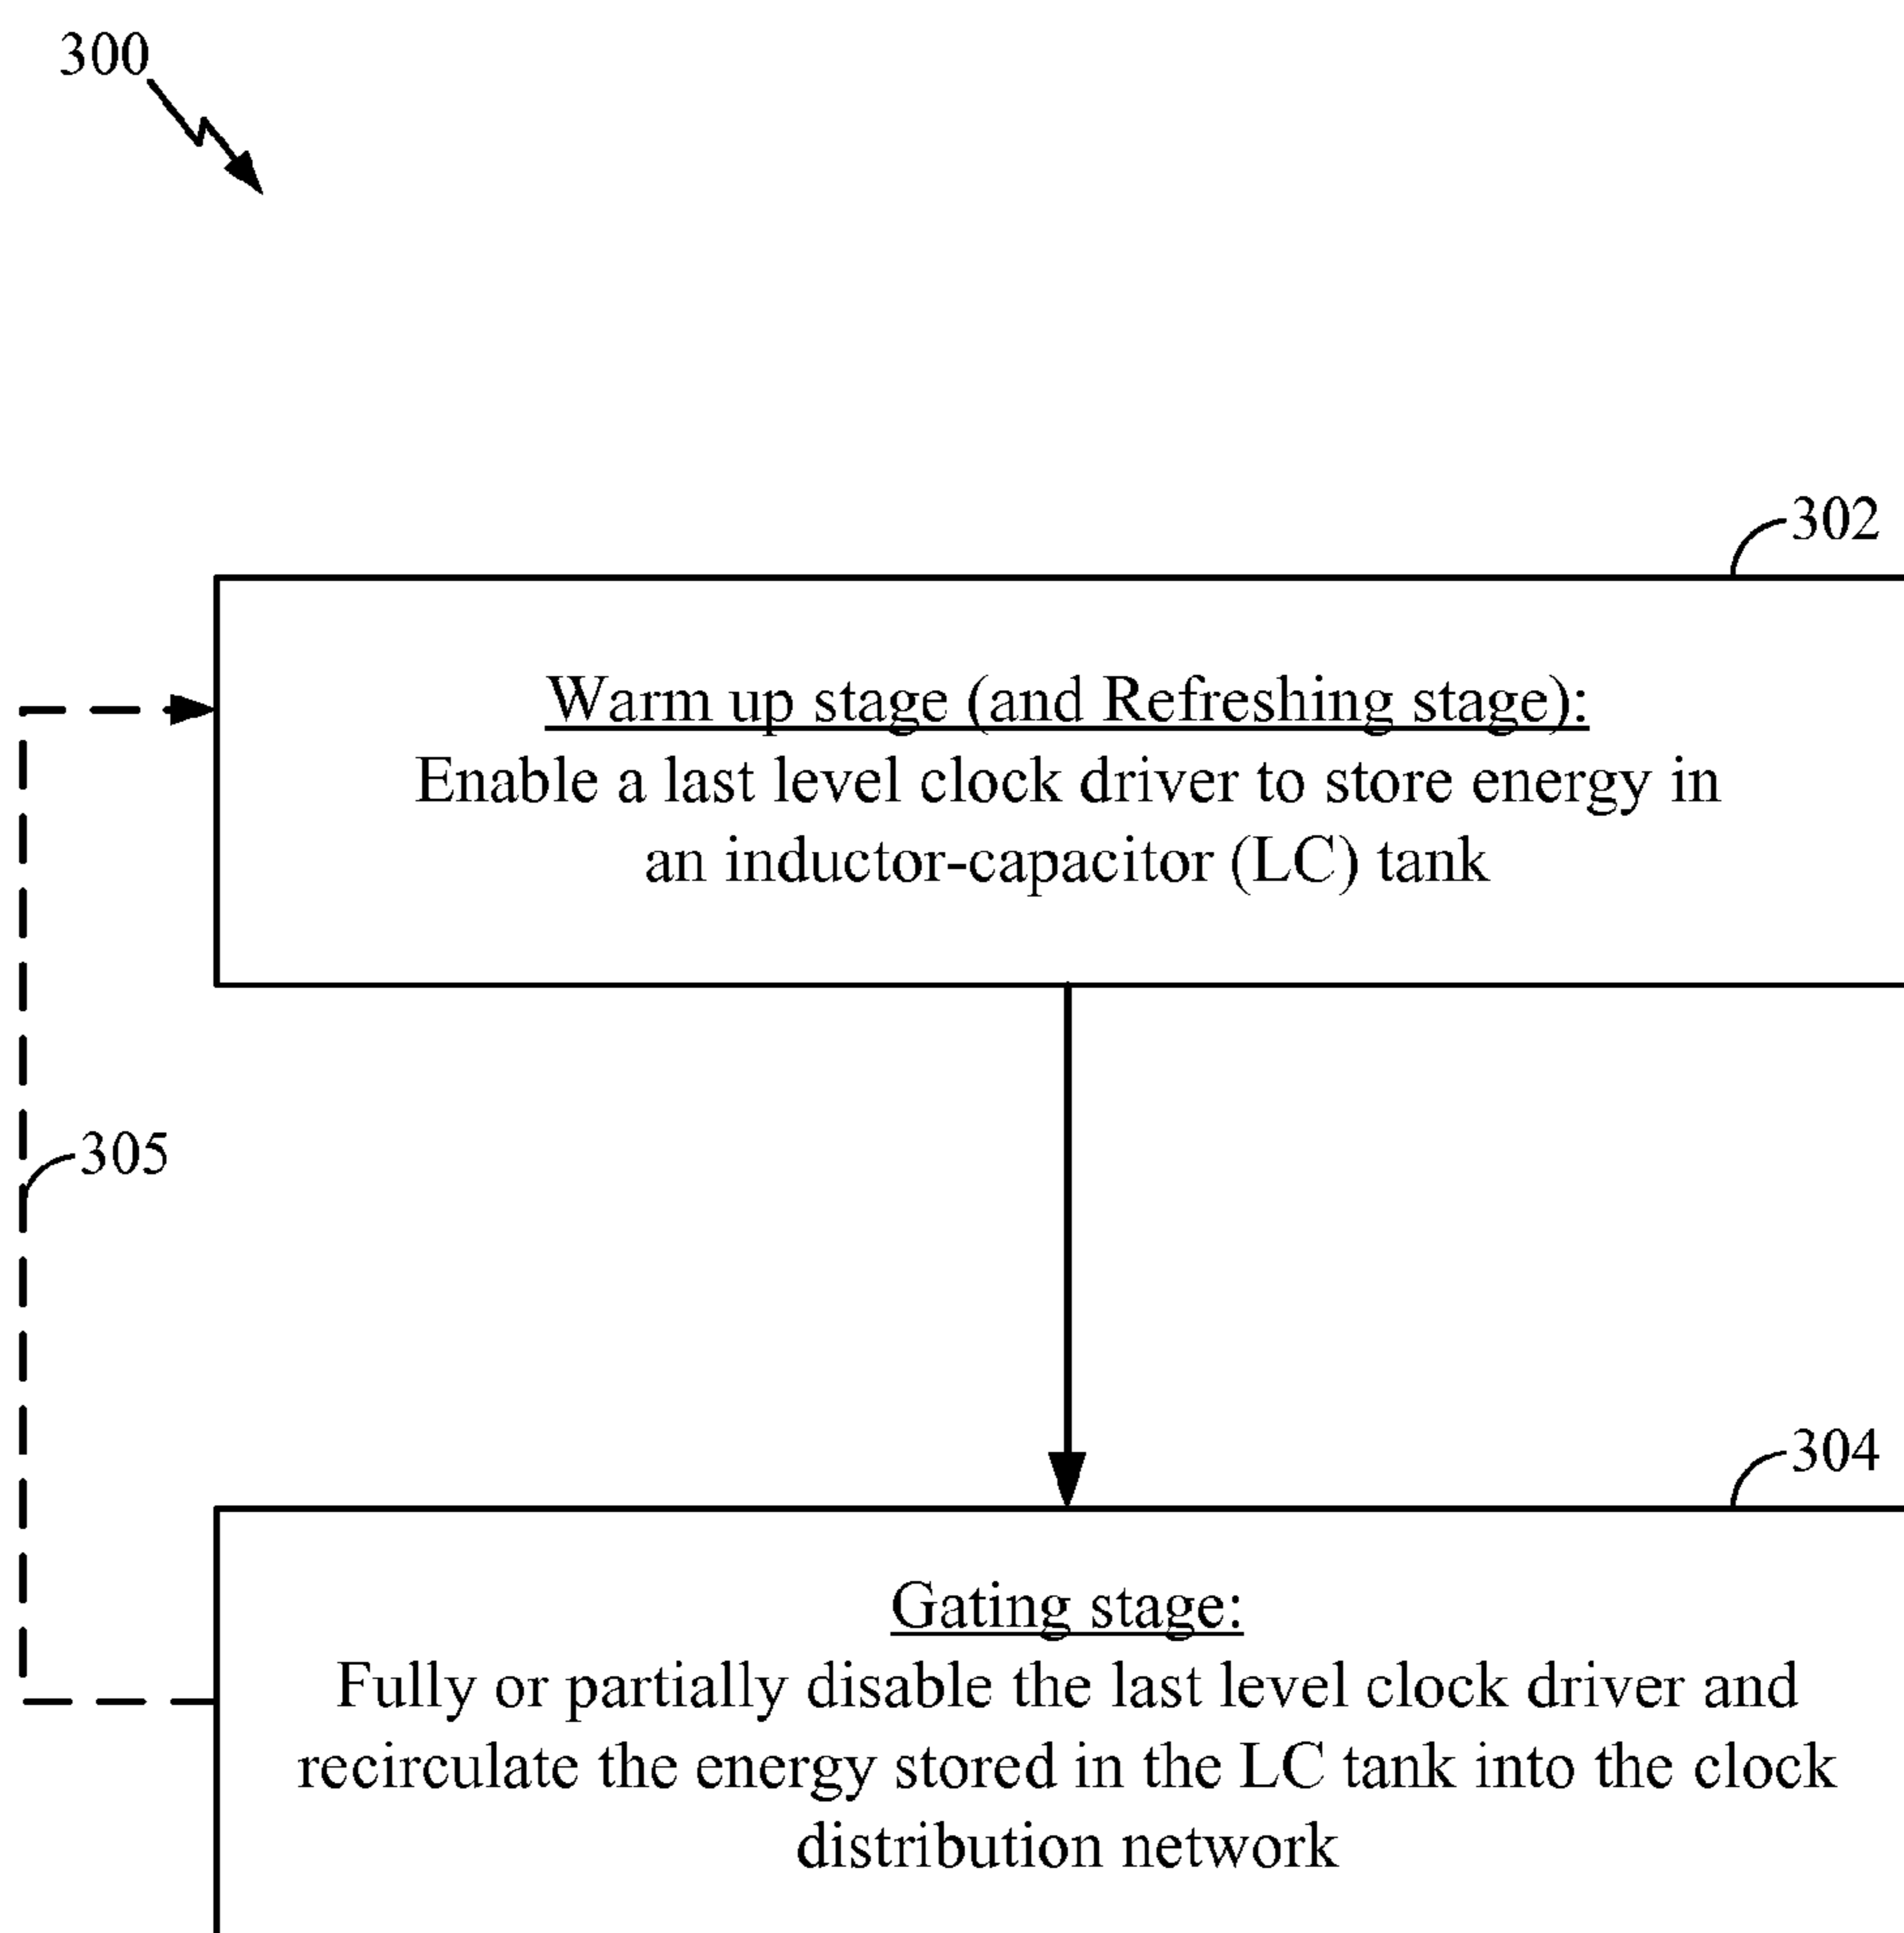 300
302
Warm up stage (and Refreshing stage):
Enable a last level clock driver to store energy in
an inductor-capacitor (LC) tank
305
304
Gating stage:
Fully or partially disable the last level clock driver and
recirculate the energy stored in the LC tank into the clock
distribution network